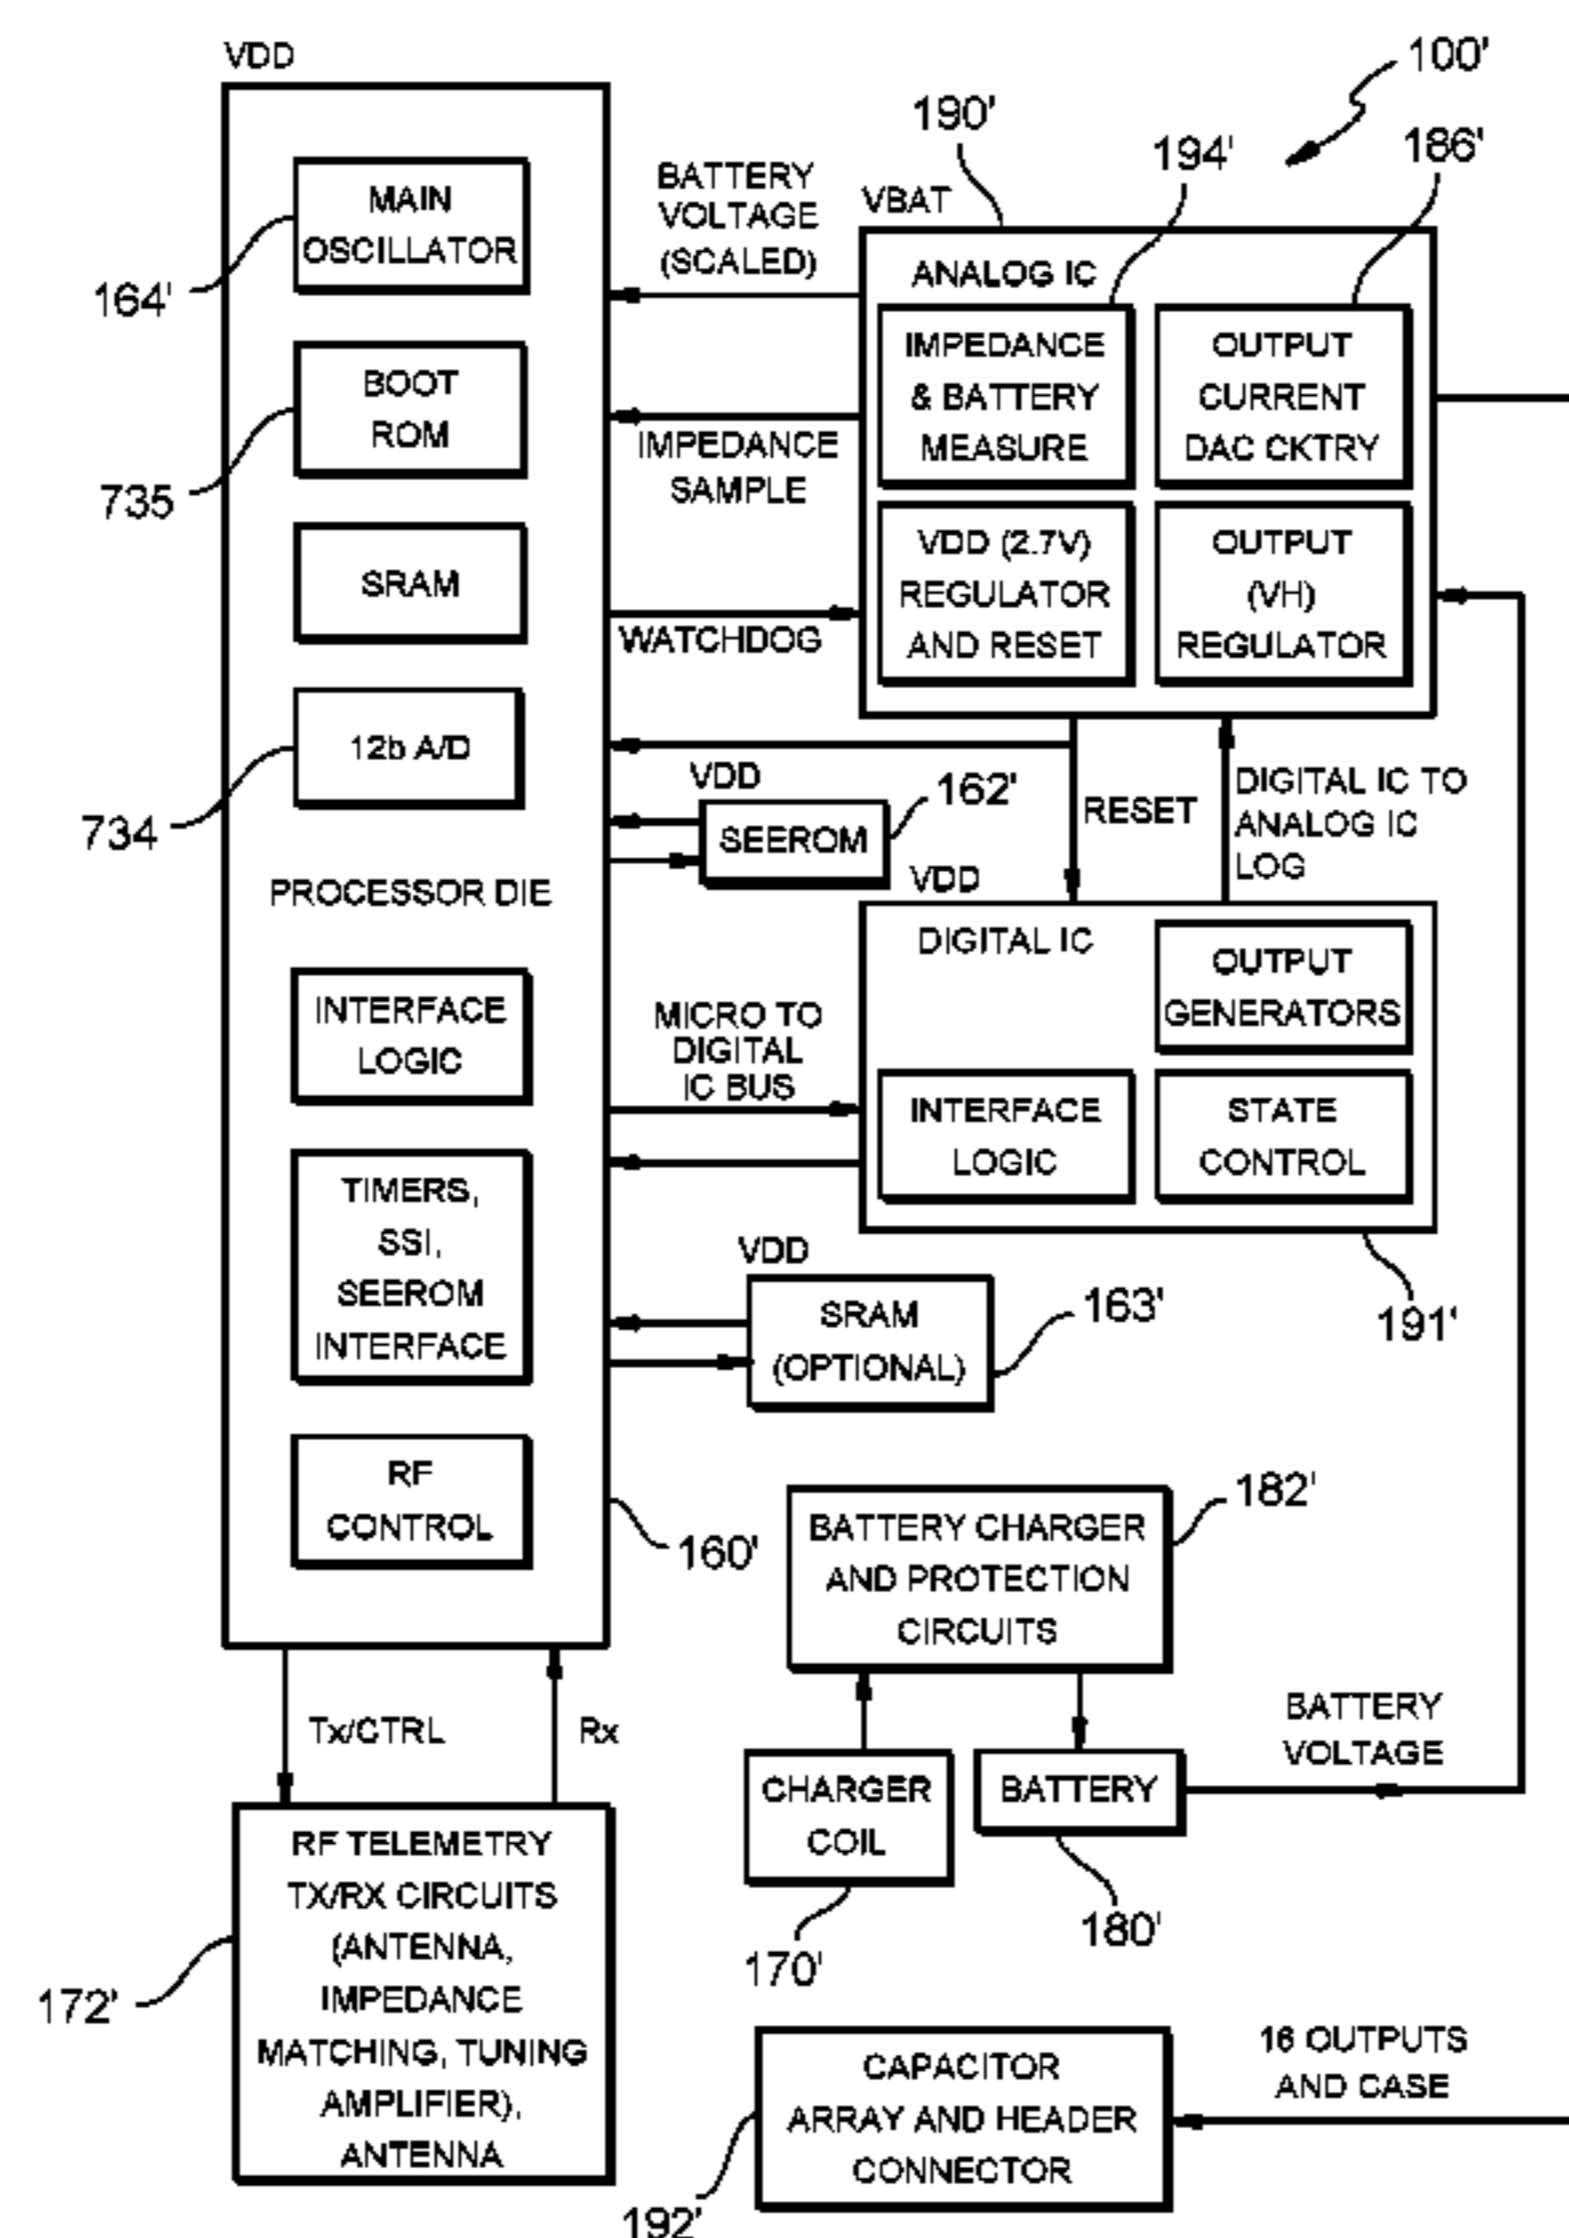 VDD
100'
190'
194'
186'
BATTERY
VOLTAGE
(SCALED)
VBAT
MAIN
OSCILLATOR
164'
ANALOG IC
IMPEDANCE
& BATTERY
MEASURE
OUTPUT
CURRENT
DAC CKTRY
BOOT
ROM
735
IMPEDANCE
SAMPLE
VDD (2.7V)
REGULATOR
AND RESET
OUTPUT
(VH)
REGULATOR
SRAM
WATCHDOG
12b A/D
734
VDD
SEEROM
162'
RESET
DIGITAL IC TO
ANALOG IC
LOG
PROCESSOR DIE
VDD
DIGITAL IC
OUTPUT
GENERATORS
INTERFACE
LOGIC
MICRO TO
DIGITAL
IC BUS
INTERFACE
LOGIC
STATE
CONTROL
TIMERS,
SSI,
SEEROM
INTERFACE
VDD
SRAM
(OPTIONAL)
163'
191'
RF
CONTROL
160'
BATTERY CHARGER
AND PROTECTION
CIRCUITS
182'
Tx/CTRL
Rx
CHARGER
COIL
170'
BATTERY
180'
BATTERY
VOLTAGE
RF TELEMETRY
TX/RX CIRCUITS
(ANTENNA,
IMPEDANCE
MATCHING, TUNING
AMPLIFIER),
ANTENNA
172'
CAPACITOR
ARRAY AND HEADER
CONNECTOR
192'
16 OUTPUTS
AND CASE